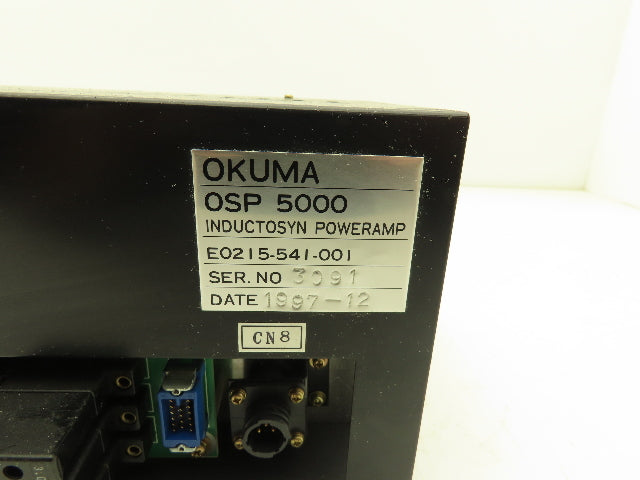 OKUMA
OSP 5000
INDUCTOSYN POWERAMP
E0215-541-001
SER. NO 3091
DATE 1997-12
CN8